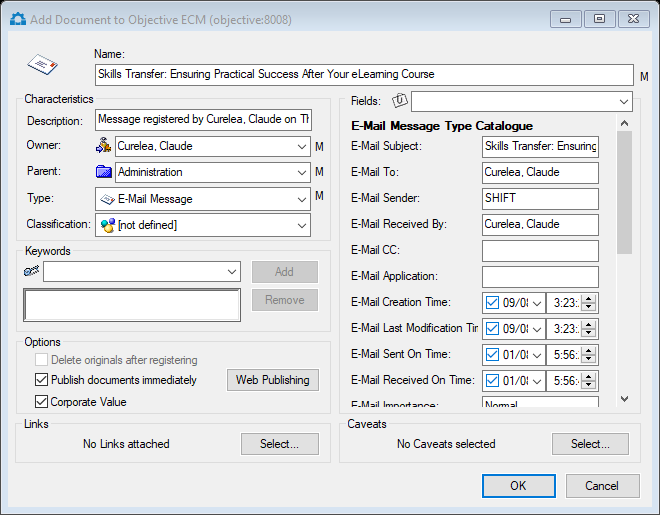 Add Document to Objective ECM (objective:8008)
Name:
Skills Transfer: Ensuring Practical Success After Your eLearning Course
M
Characteristics
Description:
Message registered by Curelea, Claude on Th
Owner:
Curelea, Claude
M
Parent:
Administration
M
Type:
E-Mail Message
M
Classification:
[not defined]
Keywords
Add
Remove
Options
Delete originals after registering
Publish documents immediately
Web Publishing
Corporate Value
Links
No Links attached
Select...
Fields:
E-Mail Message Type Catalogue
E-Mail Subject:
Skills Transfer: Ensuring
E-Mail To:
Curelea, Claude
E-Mail Sender:
SHIFT
E-Mail Received By:
Curelea, Claude
E-Mail CC:
E-Mail Application:
E-Mail Creation Time:
09/08
3:23:
E-Mail Last Modification Tim
09/08
3:23:
E-Mail Sent On Time:
01/08
5:56:
E-Mail Received On Time:
01/08
5:56:
E-Mail Importance:
Normal
Caveats
No Caveats selected
Select...
OK
Cancel